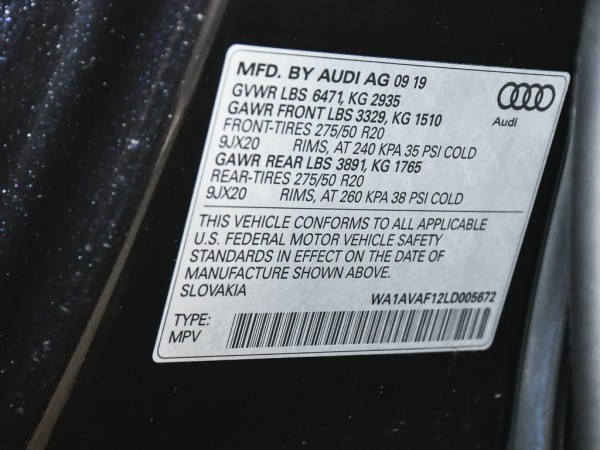 MFD. BY AUDI AG 09 19
GVWR LBS 6471, KG 2935
GAWR FRONT LBS 3329, KG 1510
FRONT-TIRES 275/50 R20
9JX20 RIMS, AT 240 KPA 35 PSI COLD
GAWR REAR LBS 3891, KG 1765
REAR-TIRES 275/50 R20
9JX20 RIMS, AT 260 KPA 38 PSI COLD
Audi
THIS VEHICLE CONFORMS TO ALL APPLICABLE
U.S. FEDERAL MOTOR VEHICLE SAFETY
STANDARDS IN EFFECT ON THE DATE OF
MANUFACTURE SHOWN ABOVE.
SLOVAKIA WA1AVAF12LD005672
TYPE:
MPV